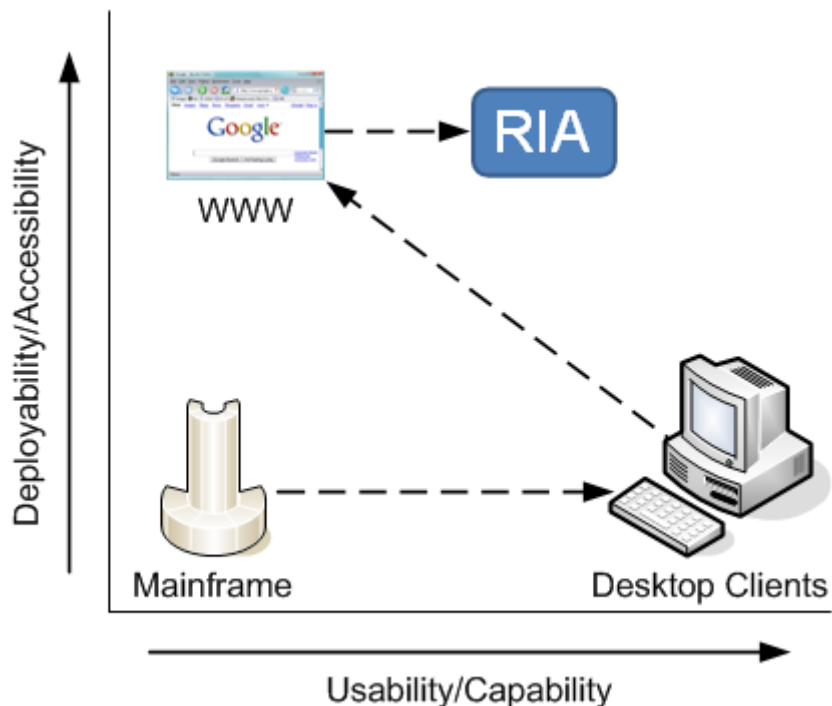 Google
RIA
WWW
Deployability/Accessibility
Mainframe
Desktop Clients
Usability/Capability